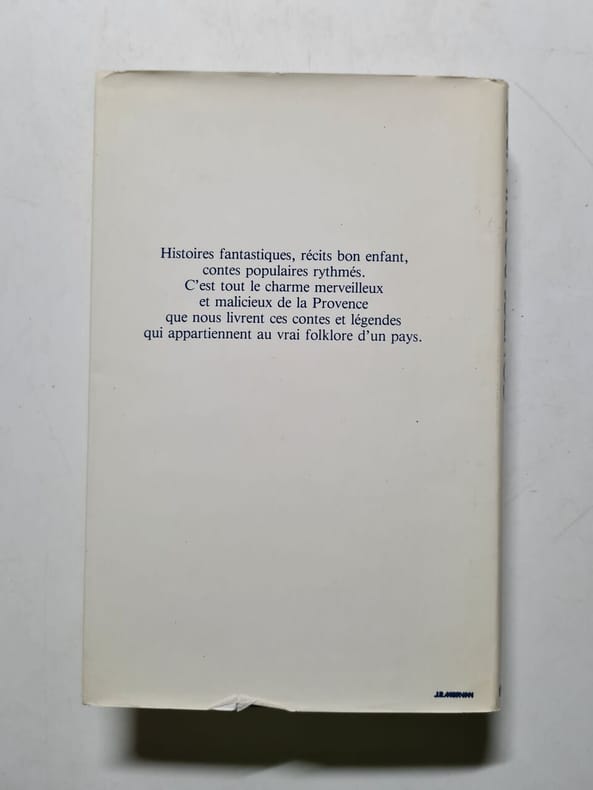 Histoires fantastiques, récits bon enfant,
contes populaires rythmés.
C'est tout le charme merveilleux
et malicieux de la Provence
que nous livrent ces contes et légendes
qui appartiennent au vrai folklore d'un pays.